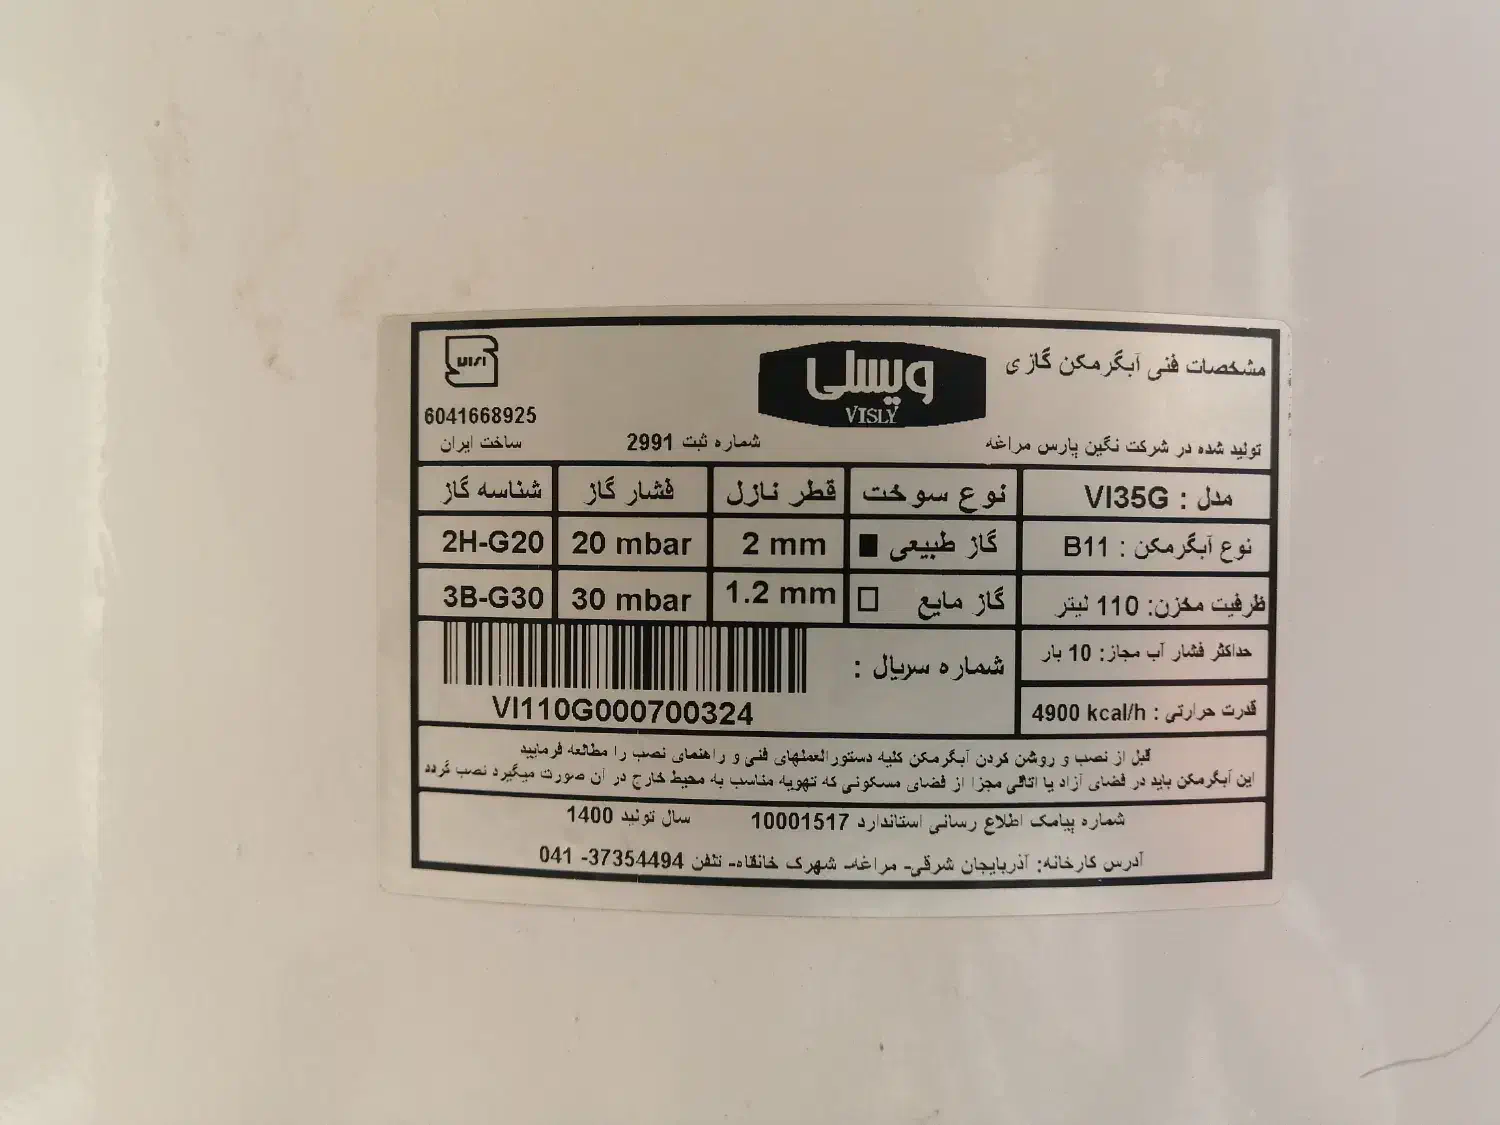 مشخصات فنی آبگرمکن گازی
ویسلی
VISLY
6041668925
تولید شده در شرکت نگین پارس مراغه
شماره ثبت 2991
ساخت ایران
مدل : VI35G
نوع سوخت
قطر نازل
فشار گاز
شناسه گاز
نوع آبگرمکن : B11
گاز طبیعی ■
2 mm
20 mbar
2H-G20
ظرفیت مخزن: 110 لیتر
گاز مایع □
1.2 mm
30 mbar
3B-G30
حداکثر فشار آب مجاز: 10 بار
شماره سریال :
VI110G000700324
قدرت حرارتی : 4900 kcal/h
قبل از نصب و روشن کردن آبگرمکن کلیه دستورالعملهای فنی و راهنمای نصب را مطالعه فرمایید
این آبگرمکن باید در فضای آزاد یا اتاقی مجزا از فضای مسکونی که تهویه مناسب به محیط خارج در آن صورت میگیرد نصب گردد
شماره پیامک اطلاع رسانی استاندارد 10001517
سال تولید 1400
آدرس کارخانه: آذربایجان شرقی- مراغه- شهرک خانقاه- تلفن 37354494- 041